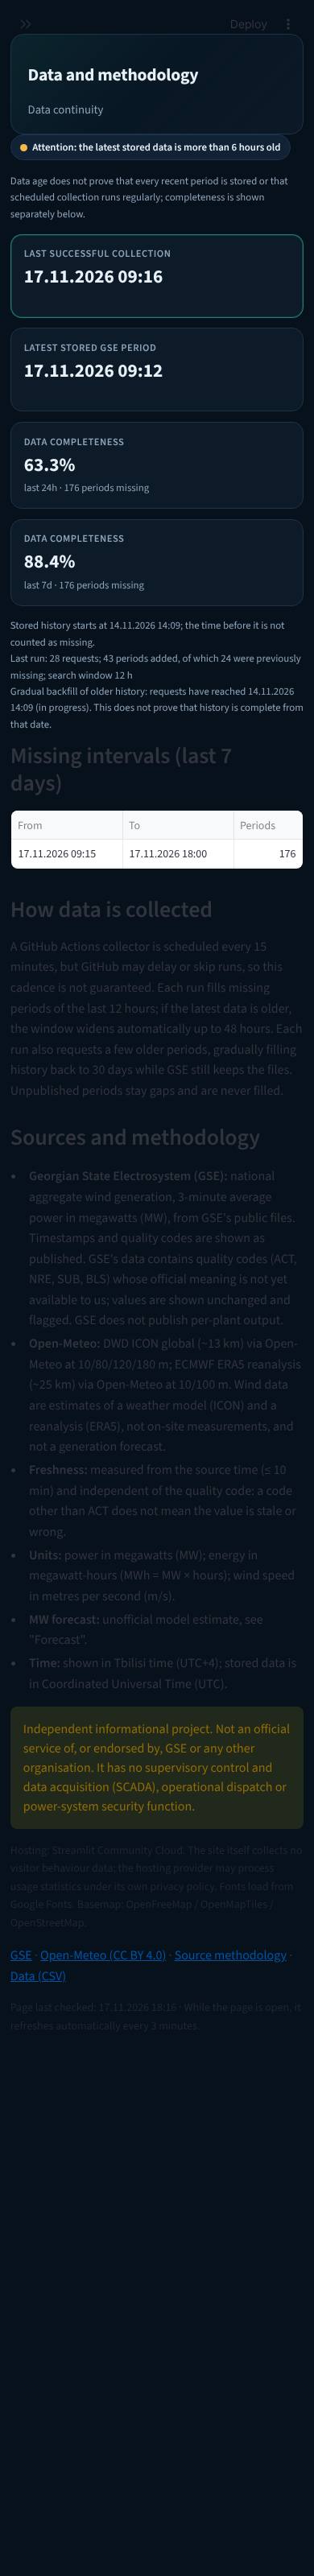 Deploy
Data and methodology
Data continuity
Attention: the latest stored data is more than 6 hours old
Data age does not prove that every recent period is stored or that
scheduled collection runs regularly; completeness is shown
separately below.
LAST SUCCESSFUL COLLECTION
17.11.2026 09:16
LATEST STORED GSE PERIOD
17.11.2026 09:12
DATA COMPLETENESS
63.3%
last 24h · 176 periods missing
DATA COMPLETENESS
88.4%
last 7d · 176 periods missing
Stored history starts at 14.11.2026 14:09; the time before it is not
counted as missing.
Last run: 28 requests; 43 periods added, of which 24 were previously
missing; search window 12 h
Gradual backfill of older history: requests have reached 14.11.2026
14:09 (in progress). This does not prove that history is complete from
that date.
Missing intervals (last 7
days)
From To Periods
17.11.2026 09:15 17.11.2026 18:00 176
How data is collected
A GitHub Actions collector is scheduled every 15
minutes, but GitHub may delay or skip runs, so this
cadence is not guaranteed. Each run fills missing
periods of the last 12 hours; if the latest data is older,
the window widens automatically up to 48 hours. Each
run also requests a few older periods, gradually filling
history back to 30 days while GSE still keeps the files.
Unpublished periods stay gaps and are never filled.
Sources and methodology
• Georgian State Electrosystem (GSE): national
aggregate wind generation, 3-minute average
power in megawatts (MW), from GSE's public files.
Timestamps and quality codes are shown as
published. GSE's data contains quality codes (ACT,
NRE, SUB, BLS) whose official meaning is not yet
available to us; values are shown unchanged and
flagged. GSE does not publish per-plant output.
• Open-Meteo: DWD ICON global (~13 km) via Open-
Meteo at 10/80/120/180 m; ECMWF ERA5 reanalysis
(~25 km) via Open-Meteo at 10/100 m. Wind data
are estimates of a weather model (ICON) and a
reanalysis (ERA5), not on-site measurements, and
not a generation forecast.
• Freshness: measured from the source time (≤ 10
min) and independent of the quality code: a code
other than ACT does not mean the value is stale or
wrong.
• Units: power in megawatts (MW); energy in
megawatt-hours (MWh = MW × hours); wind speed
in metres per second (m/s).
• MW forecast: unofficial model estimate, see
"Forecast".
• Time: shown in Tbilisi time (UTC+4); stored data is
in Coordinated Universal Time (UTC).
Independent informational project. Not an official
service of, or endorsed by, GSE or any other
organisation. It has no supervisory control and
data acquisition (SCADA), operational dispatch or
power-system security function.
Hosting: Streamlit Community Cloud. The site itself collects no
visitor behaviour data; the hosting provider may process
usage statistics under its own privacy policy. Fonts load from
Google Fonts. Basemap: OpenFreeMap / OpenMapTiles /
OpenStreetMap.
GSE · Open-Meteo (CC BY 4.0) · Source methodology ·
Data (CSV)
Page last checked: 17.11.2026 18:16 · While the page is open, it
refreshes automatically every 3 minutes.